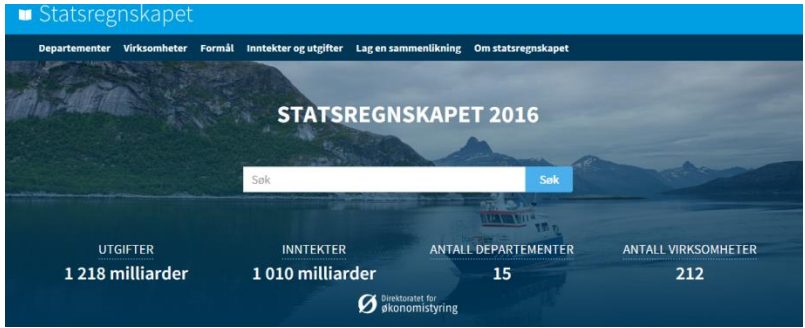 Statsregnskapet
Departementer Virksomheter Formål Inntekter og utgifter Lag en sammenlikning Om statsregnskapet
STATSREGNSKAPET 2016
Søk Søk
UTGIFTER INNTEKTER ANTALL DEPARTEMENTER ANTALL VIRKSOMHETER
1 218 milliarder 1 010 milliarder 15 212
Direktoratet for
økonomistyring